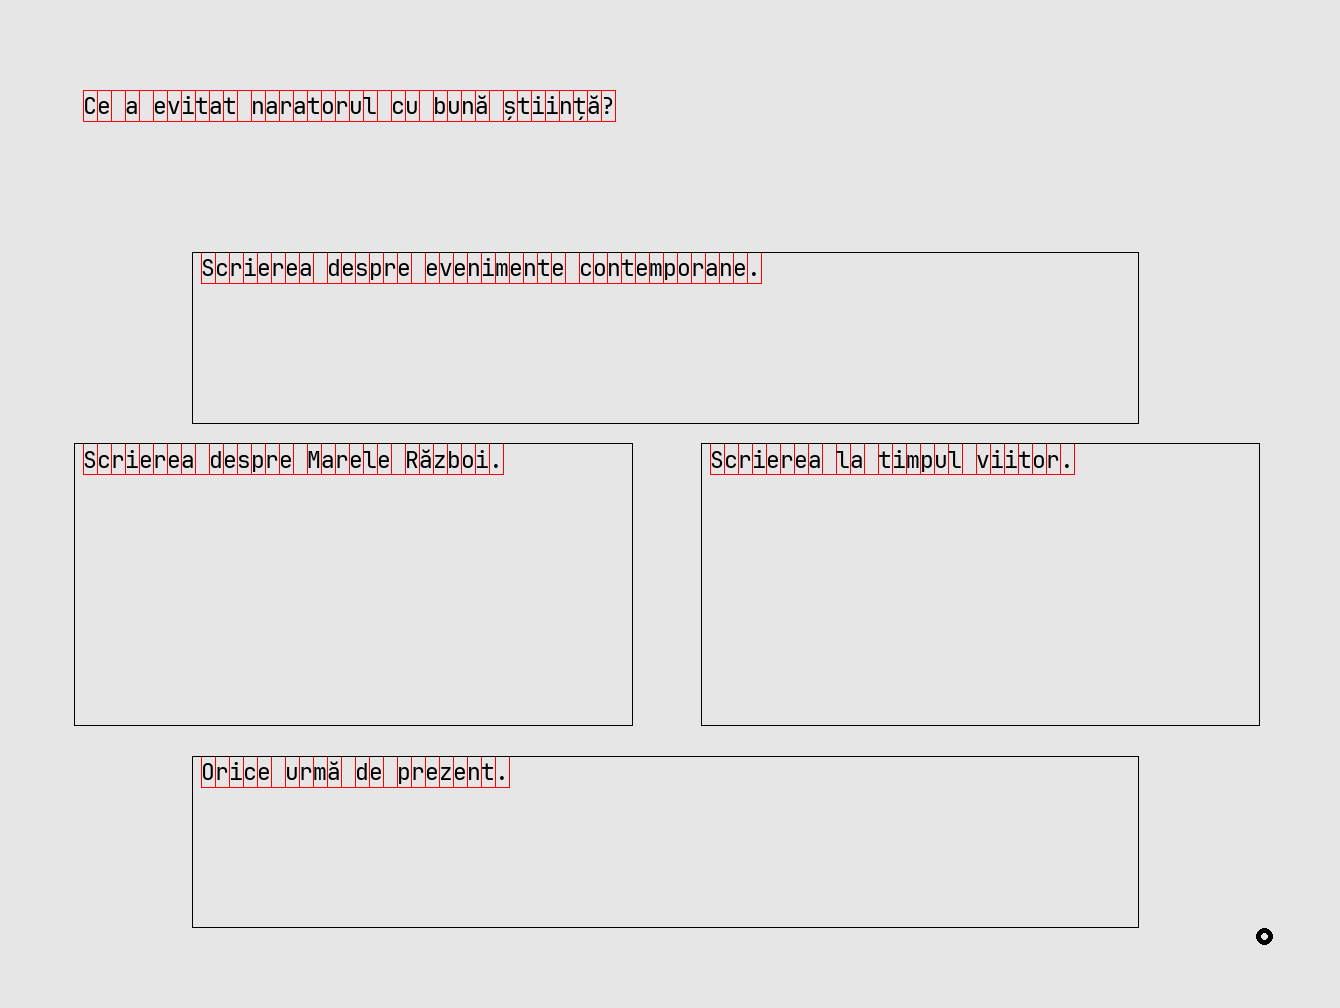 Ce a evitat naratorul cu bună știință?
Scrierea despre evenimente contemporane.
Scrierea despre Marele Război.
Scrierea la timpul viitor.
Orice urmă de prezent.